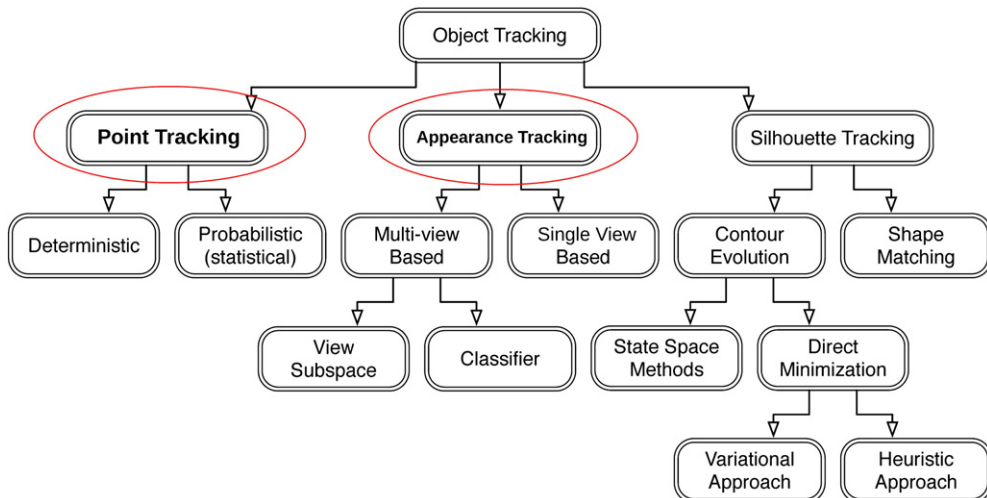 Object Tracking
Point Tracking
Appearance Tracking
Silhouette Tracking
Deterministic
Probabilistic
(statistical)
Multi-view
Based
Single View
Based
Contour
Evolution
Shape
Matching
View
Subspace
Classifier
State Space
Methods
Direct
Minimization
Variational
Approach
Heuristic
Approach